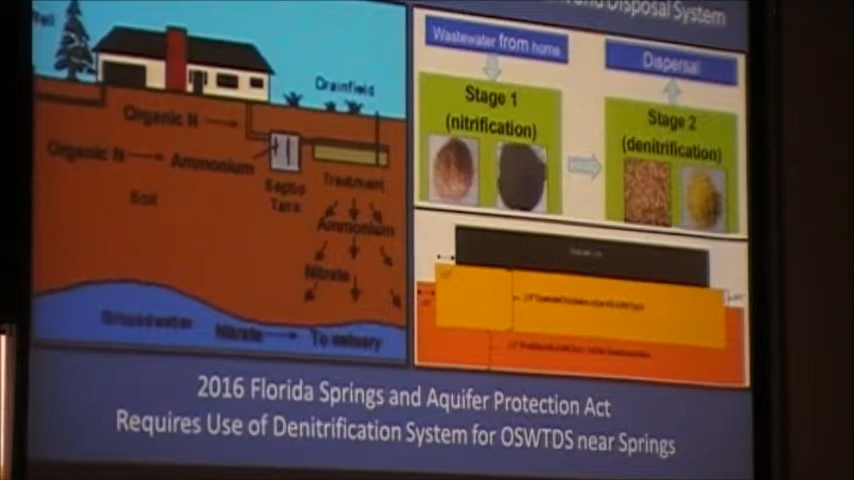 Disposal System
Drainfield
Organic N
Organic N
Ammonium
Septic
Tank
Treatment
Soil
Ammonium
Nitrate
Groundwater
Nitrate
To estuary
Wastewater from home
Dispersal
Stage 1
(nitrification)
Stage 2
(denitrification)
2016 Florida Springs and Aquifer Protection Act
Requires Use of Denitrification System for OSWTDS near Springs